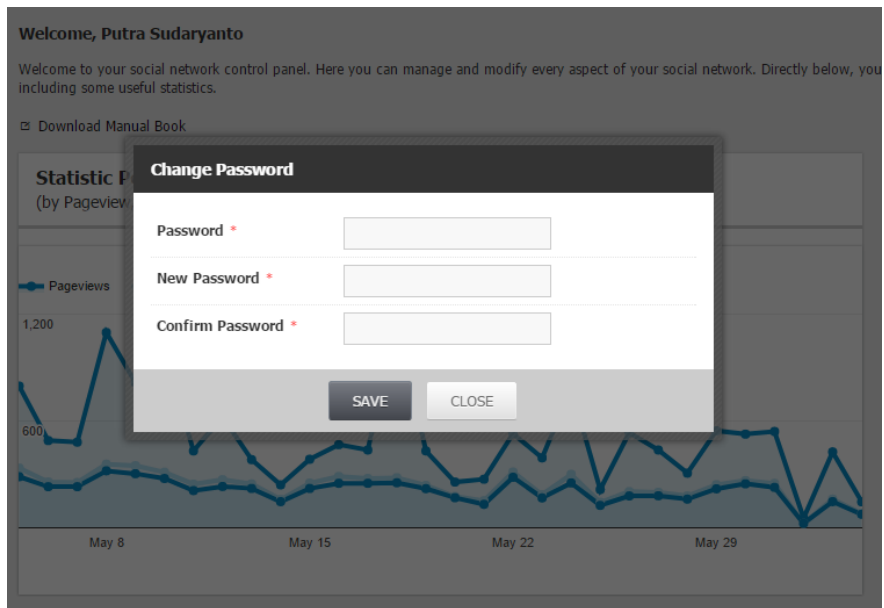 Welcome, Putra Sudaryanto
Welcome to your social network control panel. Here you can manage and modify every aspect of your social network. Directly below, you
including some useful statistics.
Download Manual Book
Statistic
(by Pageview
Change Password
Password *
New Password *
Confirm Password *
SAVE
CLOSE
Pageviews
1,200
600
May 8
May 15
May 22
May 29